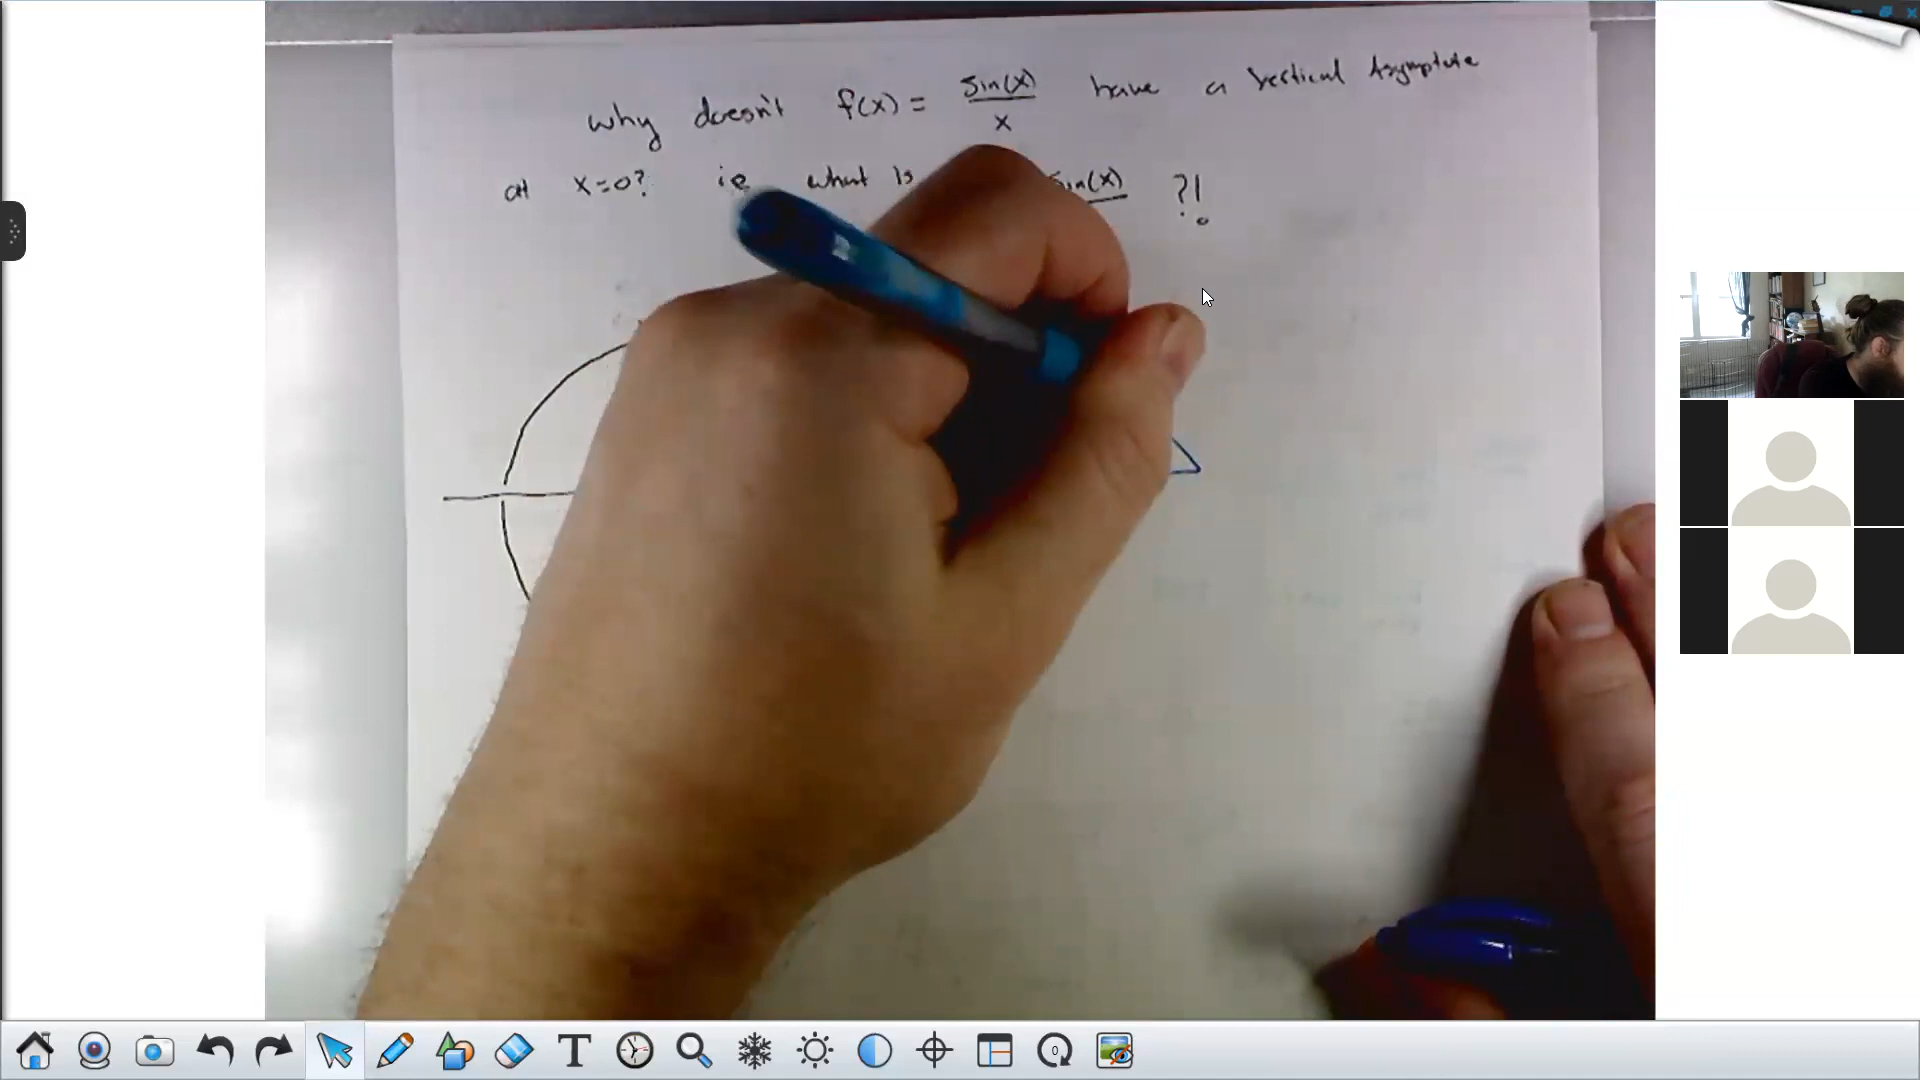 why doesn't f(x) = sin(x)/x have a Vertical Asymptote
at x=0? ie what is sin(x) ?!